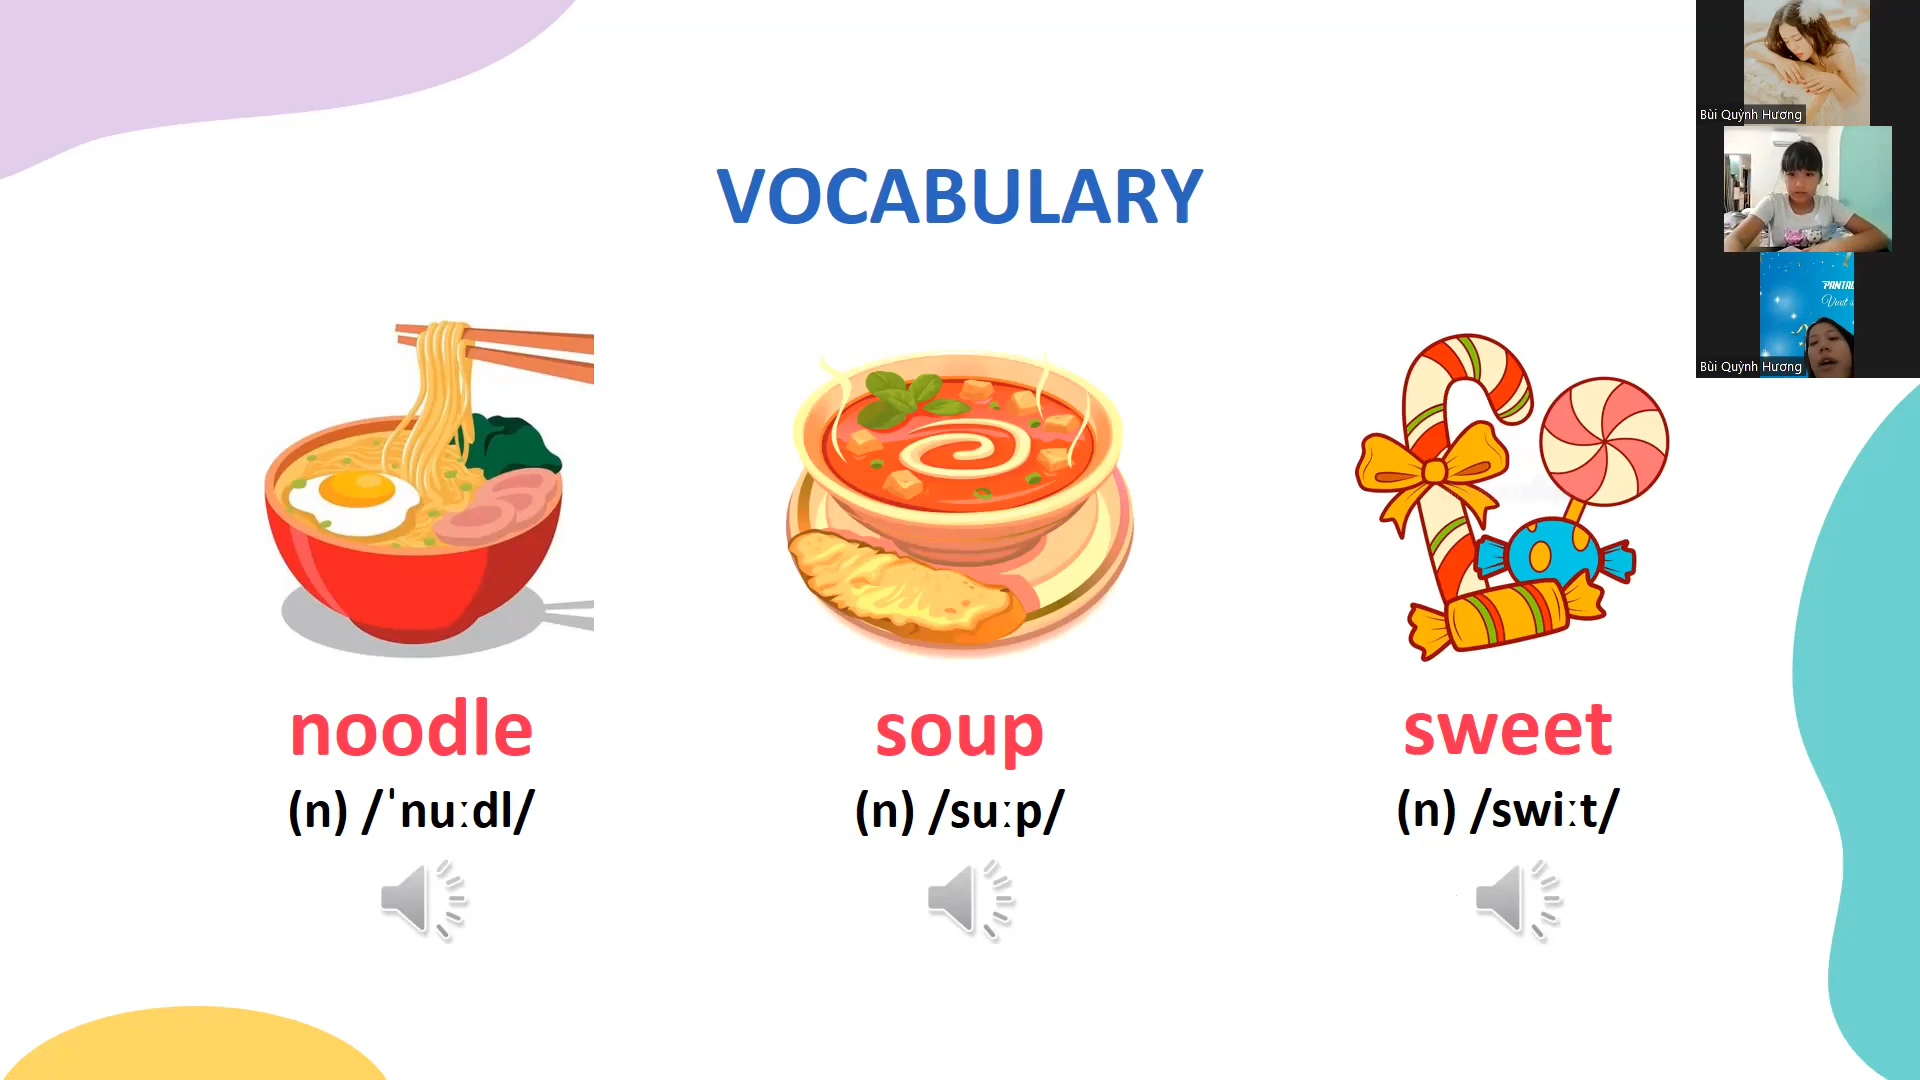 VOCABULARY
noodle
(n) /ˈnuːdl/
soup
(n) /suːp/
sweet
(n) /swiːt/
Bùi Quỳnh Hương
Bùi Quỳnh Hương